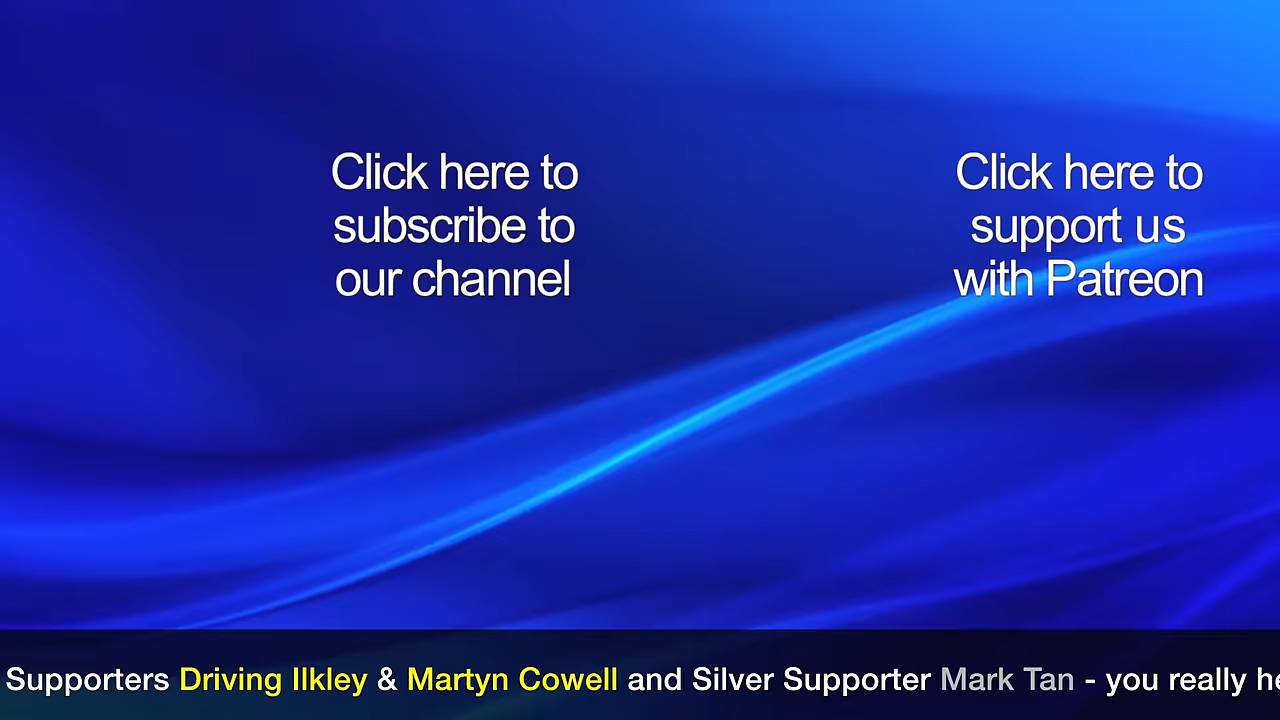 Click here to
subscribe to
our channel
Click here to
support us
with Patreon
Supporters Driving Ilkley & Martyn Cowell and Silver Supporter Mark Tan - you really he